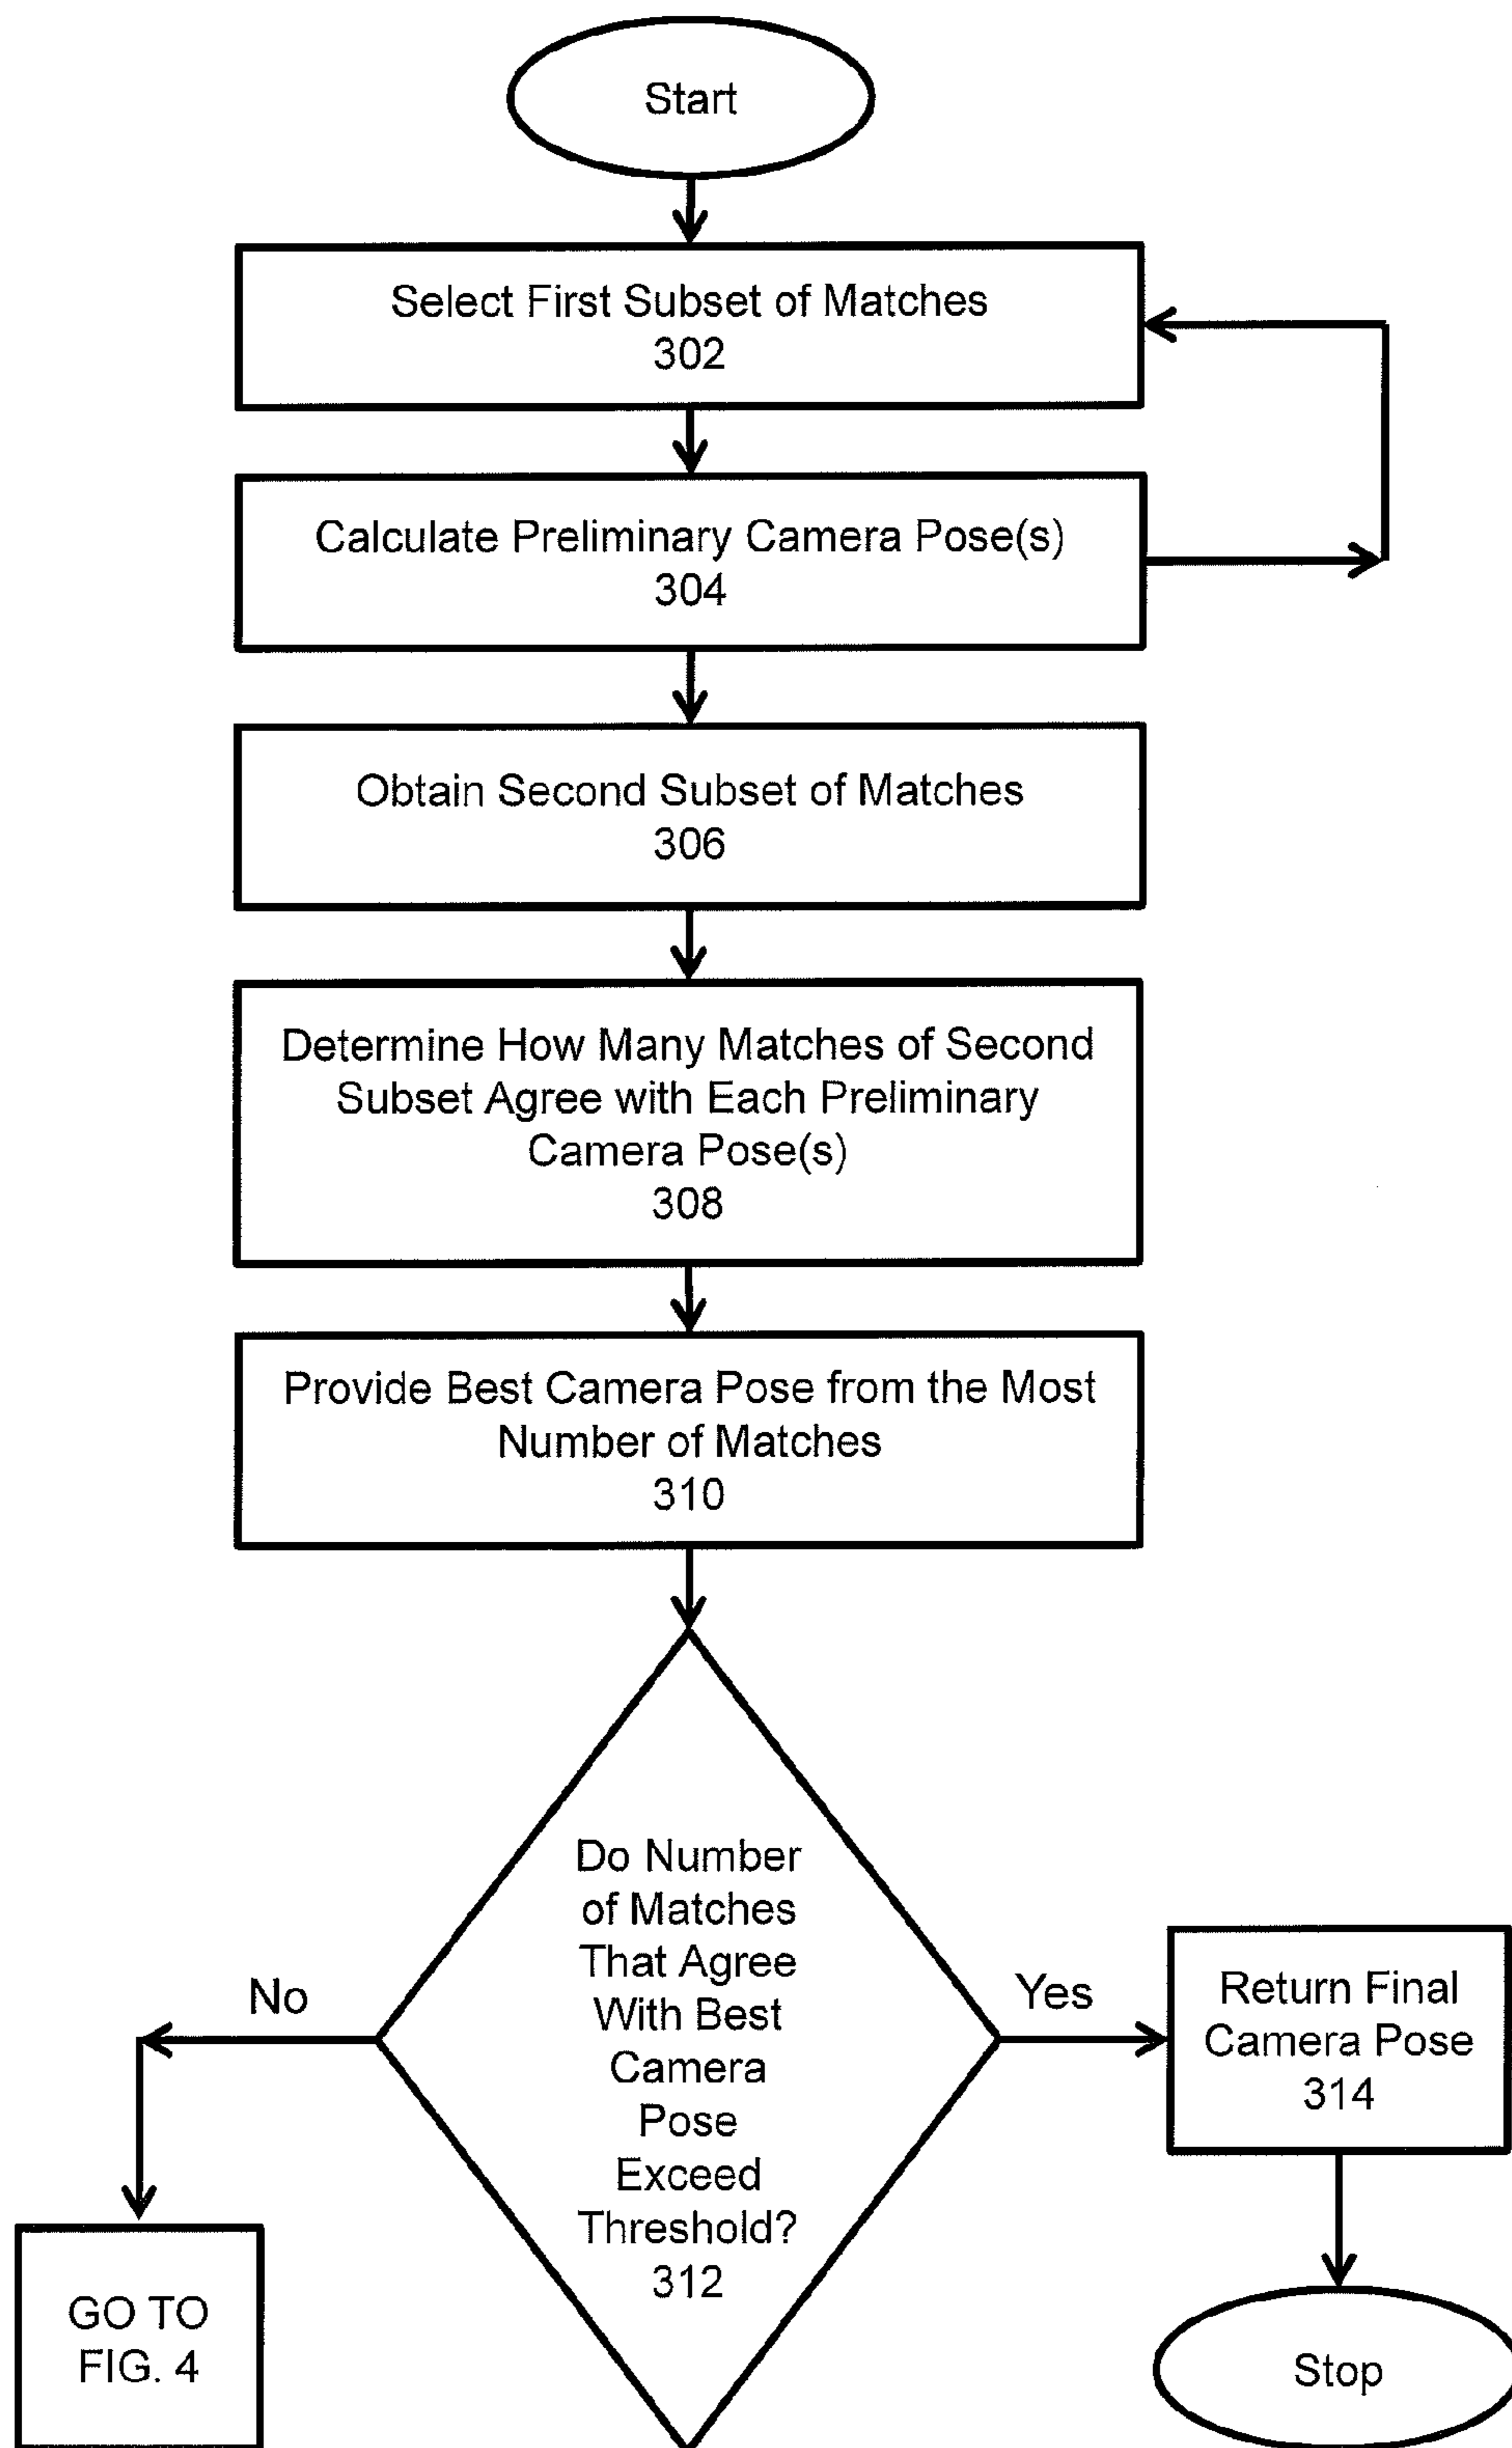 Start
Select First Subset of Matches
302
Calculate Preliminary Camera Pose(s)
304
Obtain Second Subset of Matches
306
Determine How Many Matches of Second
Subset Agree with Each Preliminary
Camera Pose(s)
308
Provide Best Camera Pose from the Most
Number of Matches
310
Do Number
of Matches
That Agree
With Best
Camera
Pose
Exceed
Threshold?
312
No
Yes
Return Final
Camera Pose
314
GO TO
FIG. 4
Stop